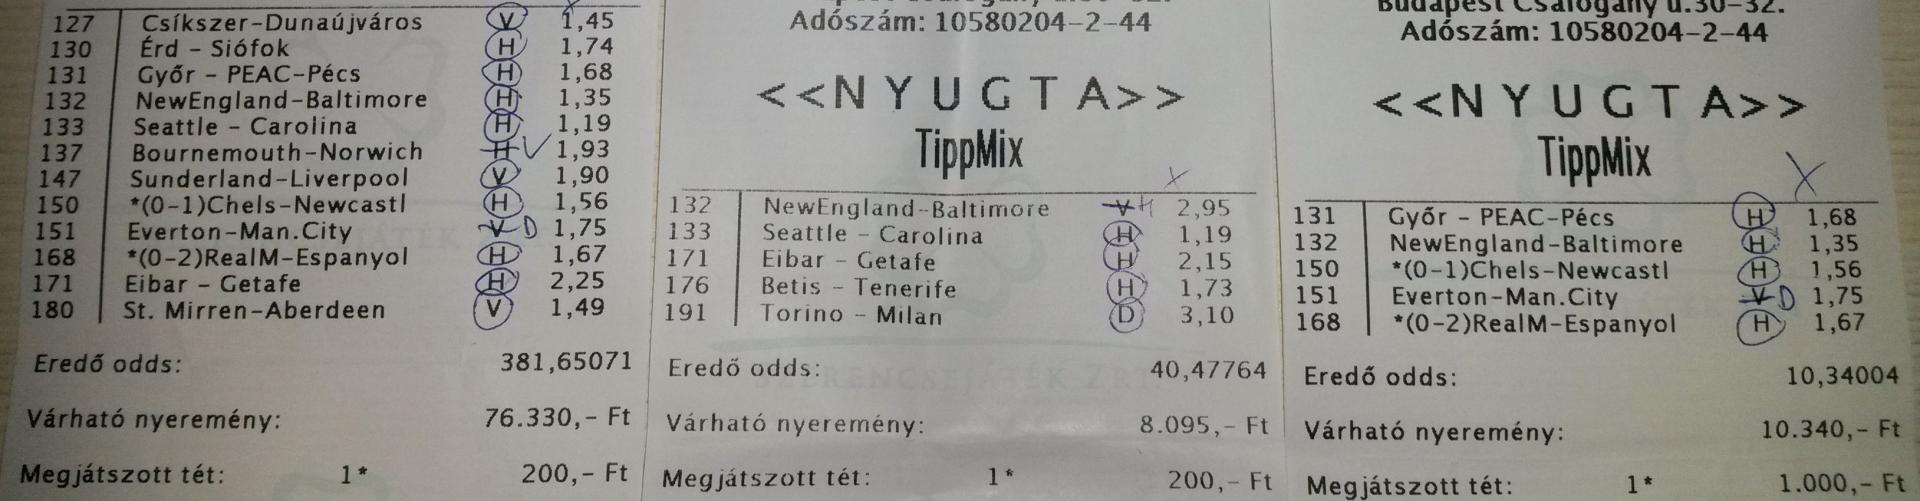 127 Csíkszer-Dunaújváros V 1,45
130 Érd - Siófok H 1,74
131 Győr - PEAC-Pécs H 1,68
132 NewEngland-Baltimore H 1,35
133 Seattle - Carolina H 1,19
137 Bournemouth-Norwich H V 1,93
147 Sunderland-Liverpool V 1,90
150 *(0-1)Chels-Newcastl H 1,56
151 Everton-Man.City V D 1,75
168 *(0-2)RealM-Espanyol H 1,67
171 Eibar - Getafe H 2,25
180 St. Mirren-Aberdeen V 1,49
Eredő odds: 381,65071
Várható nyeremény: 76.330,- Ft
Megjátszott tét: 1* 200,- Ft
Adószám: 10580204-2-44
<<NYUGTA>>
TippMix
X
132 NewEngland-Baltimore V H 2,95
133 Seattle - Carolina H 1,19
171 Eibar - Getafe H 2,15
176 Betis - Tenerife H 1,73
191 Torino - Milan D 3,10
Eredő odds: 40,47764
Várható nyeremény: 8.095,- Ft
Megjátszott tét: 1* 200,- Ft
Budapest Csalogány u.30-32.
Adószám: 10580204-2-44
<<NYUGTA>>
TippMix
X
131 Győr - PEAC-Pécs H 1,68
132 NewEngland-Baltimore H 1,35
150 *(0-1)Chels-Newcastl H 1,56
151 Everton-Man.City V D 1,75
168 *(0-2)RealM-Espanyol H 1,67
Eredő odds: 10,34004
Várható nyeremény: 10.340,- Ft
Megjátszott tét: 1* 1.000,- Ft